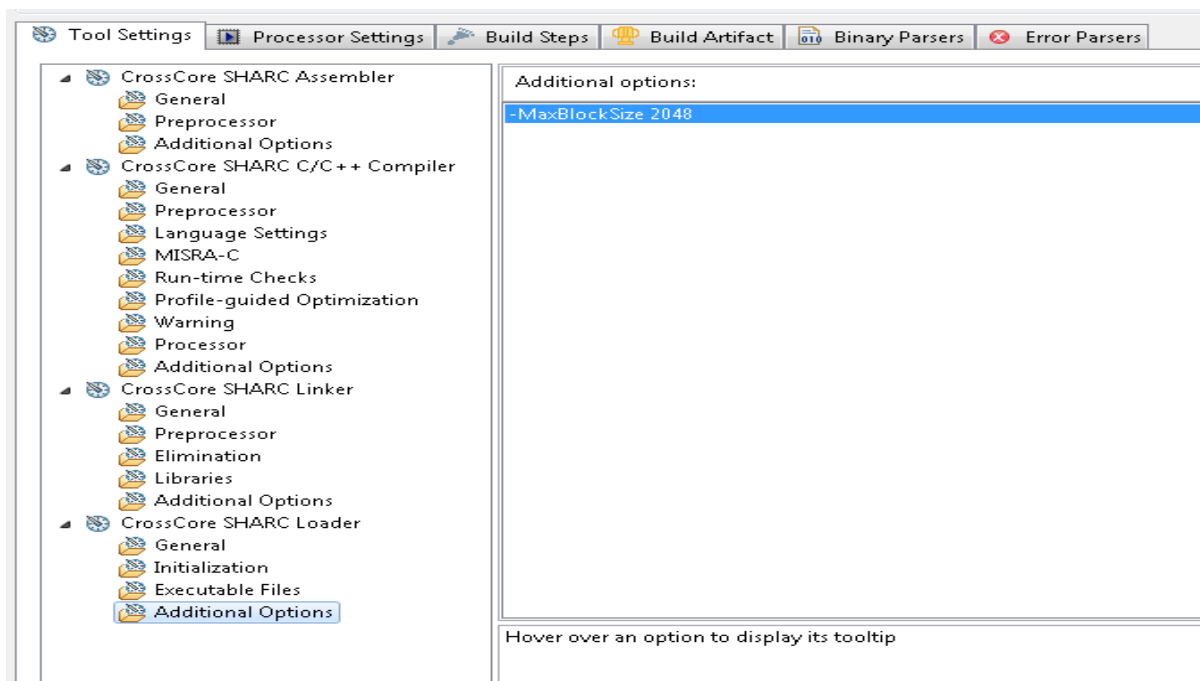 Tool Settings Processor Settings Build Steps Build Artifact Binary Parsers Error Parsers
CrossCore SHARC Assembler
General
Preprocessor
Additional Options
CrossCore SHARC C/C++ Compiler
General
Preprocessor
Language Settings
MISRA-C
Run-time Checks
Profile-guided Optimization
Warning
Processor
Additional Options
CrossCore SHARC Linker
General
Preprocessor
Elimination
Libraries
Additional Options
CrossCore SHARC Loader
General
Initialization
Executable Files
Additional Options
Additional options:
-MaxBlockSize 2048
Hover over an option to display its tooltip